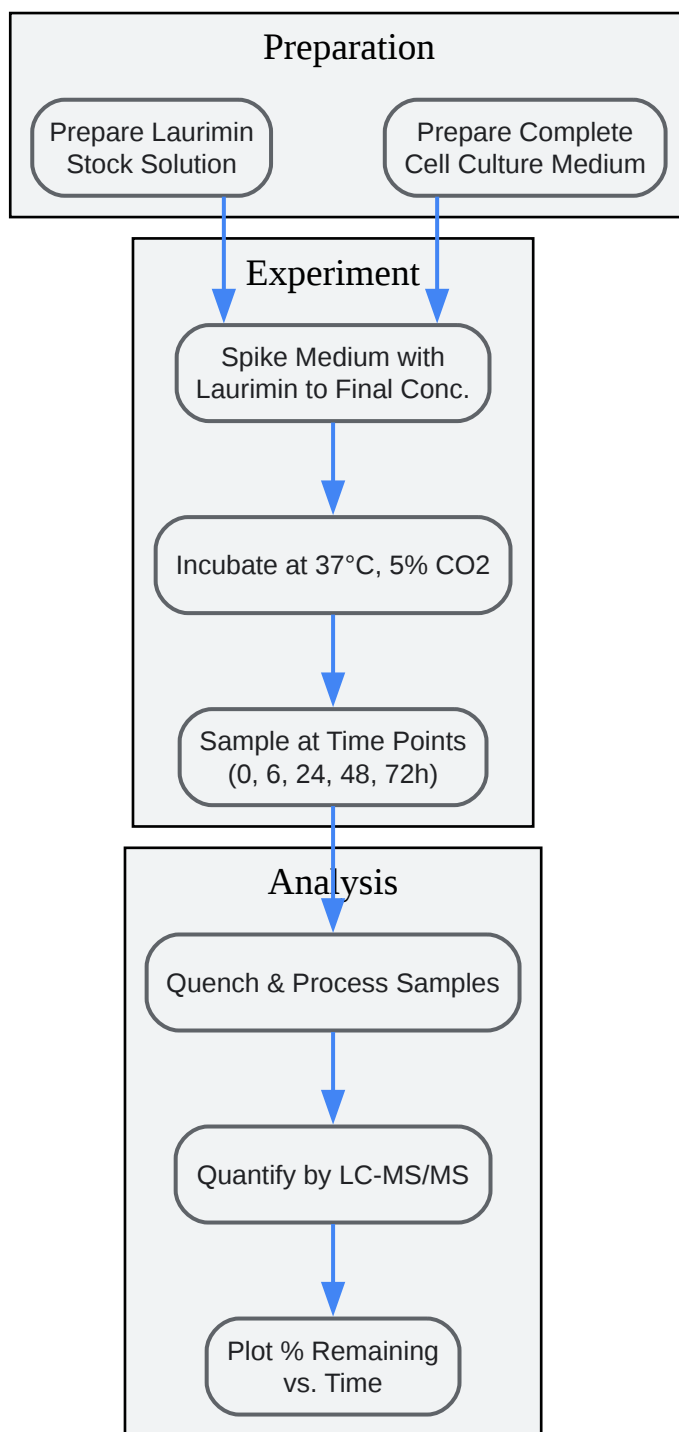 Preparation
Prepare Laurimin
Stock Solution
Prepare Complete
Cell Culture Medium
Experiment
Spike Medium with
Laurimin to Final Conc.
Incubate at 37°C, 5% CO2
Sample at Time Points
(0, 6, 24, 48, 72h)
Analysis
Quench & Process Samples
Quantify by LC-MS/MS
Plot % Remaining
vs. Time